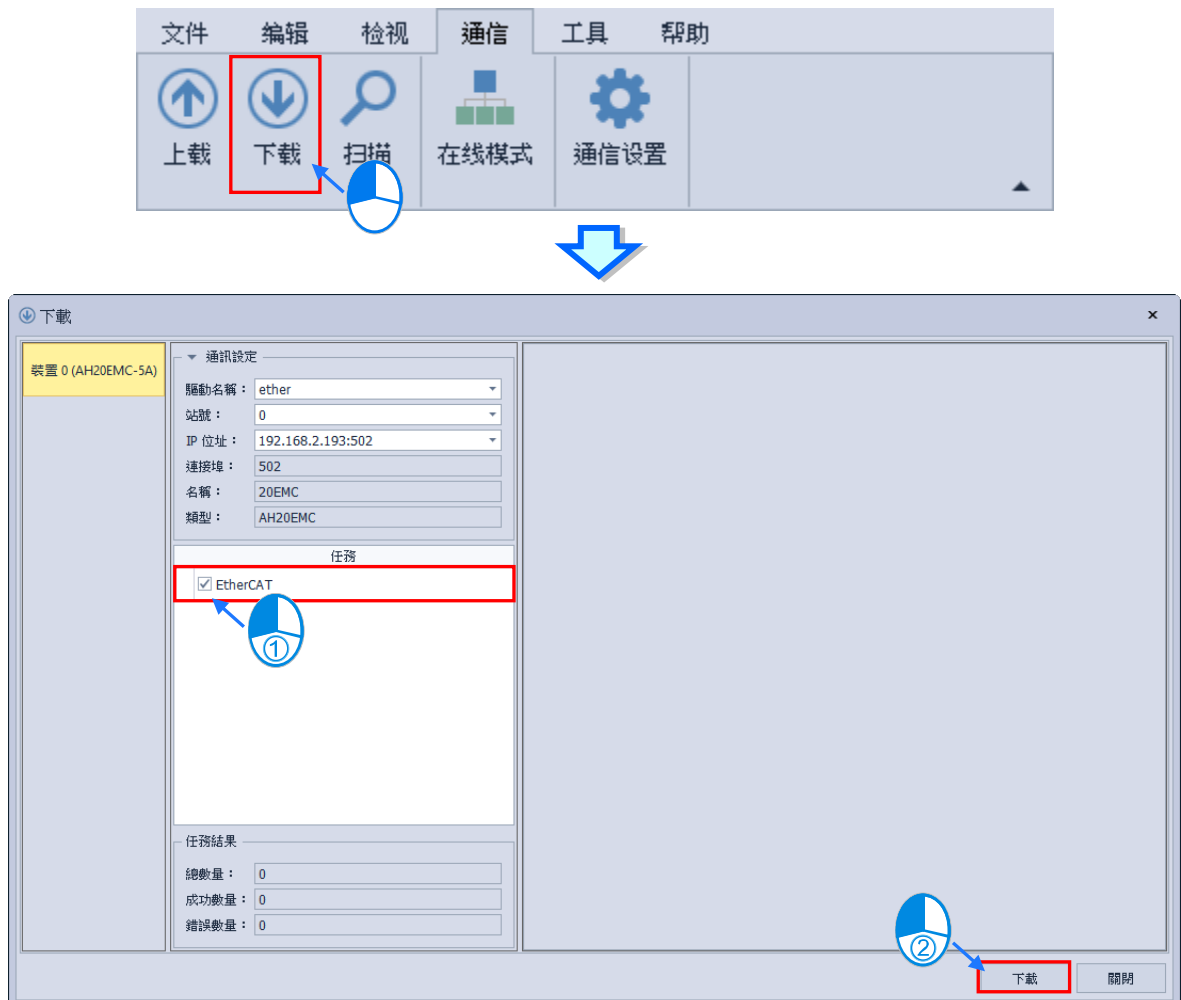 文件 编辑 检视 通信 工具 帮助
上载 下载 扫描 在线模式 通信设置
下載 ×
裝置 0 (AH20EMC-5A)
通訊設定
驅動名稱： ether
站號： 0
IP 位址： 192.168.2.193:502
連接埠： 502
名稱： 20EMC
類型： AH20EMC
任務
EtherCAT
①
任務結果
總數量： 0
成功數量： 0
錯誤數量： 0
②
下載 關閉